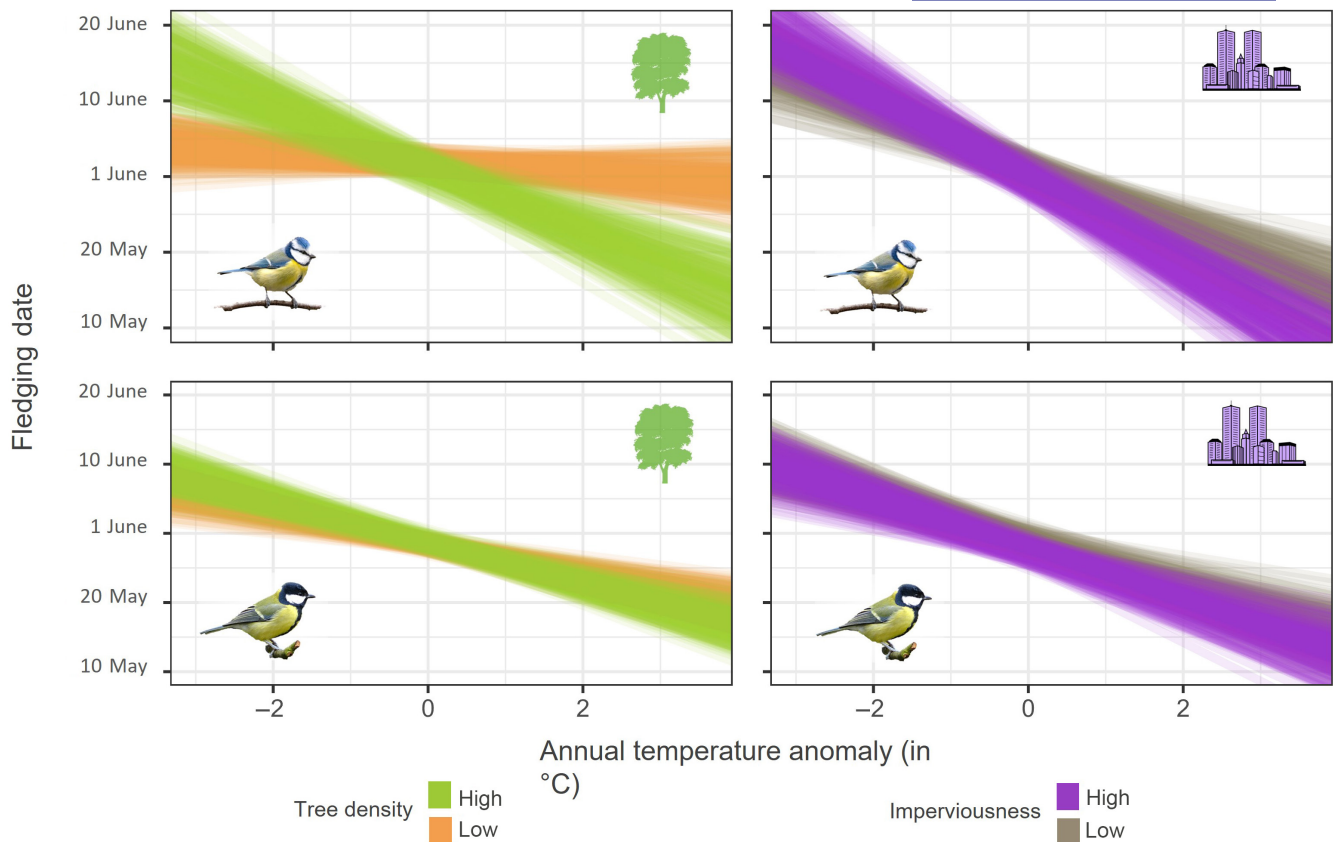 20 June
10 June
1 June
20 May
10 May
20 June
10 June
1 June
20 May
10 May
Fledging date
–2 0 2 –2 0 2
Annual temperature anomaly (in
°C)
Tree density
High
Low
Imperviousness
High
Low